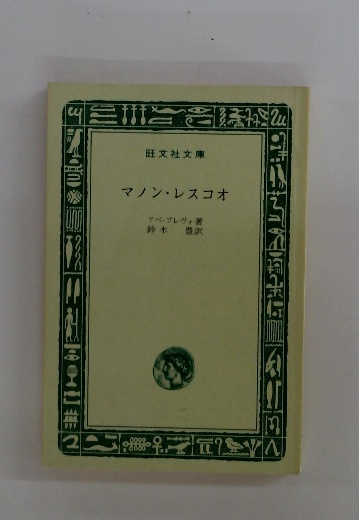 旺文社文庫
マノン・レスコオ
アベ・プレヴォ著
鈴木 豊訳